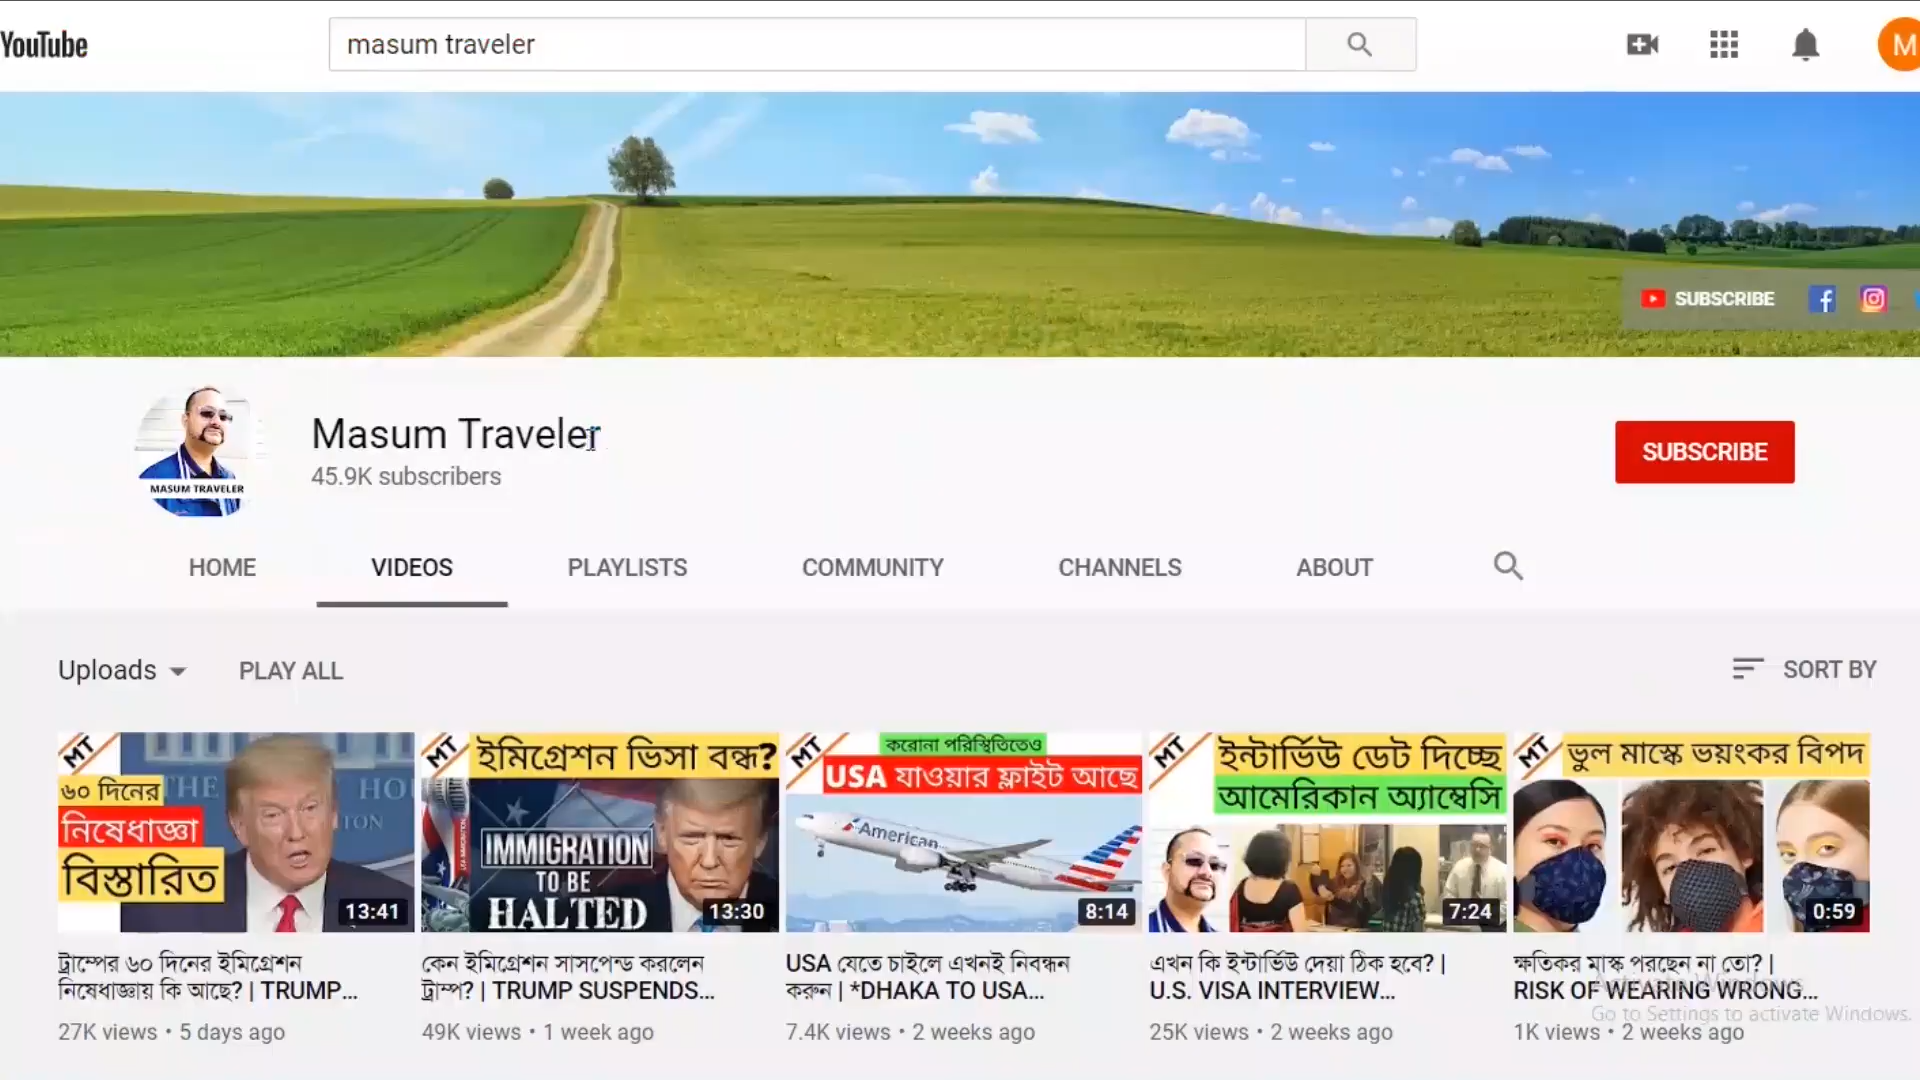 YouTube
masum traveler
M
SUBSCRIBE
MASUM TRAVELER
Masum Traveler
45.9K subscribers
SUBSCRIBE
HOME
VIDEOS
PLAYLISTS
COMMUNITY
CHANNELS
ABOUT
Uploads
PLAY ALL
SORT BY
MT
৬০ দিনের
নিষেধাজ্ঞা
বিস্তারিত
13:41
MT
ইমিগ্রেশন ভিসা বন্ধ?
IMMIGRATION
TO BE
HALTED
13:30
MT
করোনা পরিস্থিতিতেও
USA যাওয়ার ফ্লাইট আছে
American
8:14
MT
ইন্টার্ভিউ ডেট দিচ্ছে
আমেরিকান অ্যাম্বেসি
7:24
MT
ভুল মাস্কে ভয়ংকর বিপদ
0:59
ট্রাম্পের ৬০ দিনের ইমিগ্রেশন
নিষেধাজ্ঞায় কি আছে? | TRUMP...
27K views • 5 days ago
কেন ইমিগ্রেশন সাসপেন্ড করলেন
ট্রাম্প? | TRUMP SUSPENDS...
49K views • 1 week ago
USA যেতে চাইলে এখনই নিবন্ধন
করুন | *DHAKA TO USA...
7.4K views • 2 weeks ago
এখন কি ইন্টার্ভিউ দেয়া ঠিক হবে? |
U.S. VISA INTERVIEW...
25K views • 2 weeks ago
ক্ষতিকর মাস্ক পরছেন না তো? |
RISK OF WEARING WRONG...
1K views • 2 weeks ago
Activate Windows
Go to Settings to activate Windows.